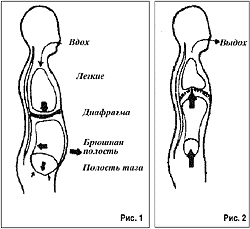 Вдох
Легкие
Диафрагма
Брюшная
полость
Полость таза
Рис. 1
Выдох
Рис. 2